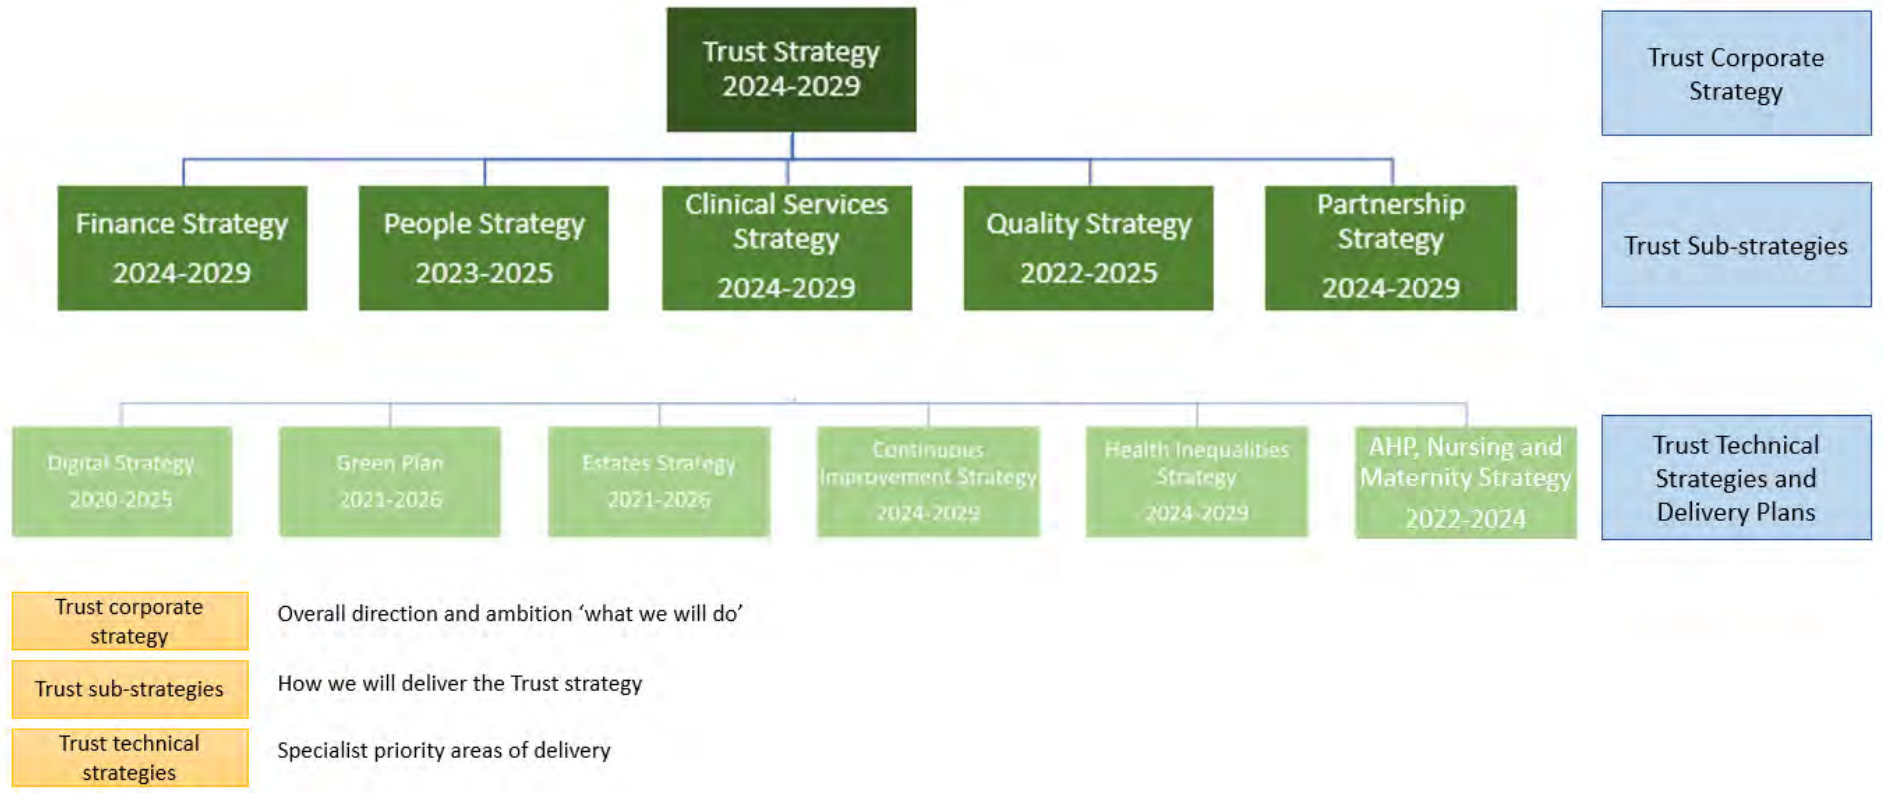 Trust Strategy
2024-2029
Trust Corporate
Strategy
Finance Strategy
2024-2029
People Strategy
2023-2025
Clinical Services
Strategy
2024-2029
Quality Strategy
2022-2025
Partnership
Strategy
2024-2029
Trust Sub-strategies
Digital Strategy
2020-2025
Green Plan
2021-2026
Estates Strategy
2021-2026
Continuous
Improvement Strategy
2024-2029
Health Inequalities
Strategy
2024-2029
AHP, Nursing and
Maternity Strategy
2022-2024
Trust Technical
Strategies and
Delivery Plans
Trust corporate
strategy
Overall direction and ambition ‘what we will do’
Trust sub-strategies
How we will deliver the Trust strategy
Trust technical
strategies
Specialist priority areas of delivery